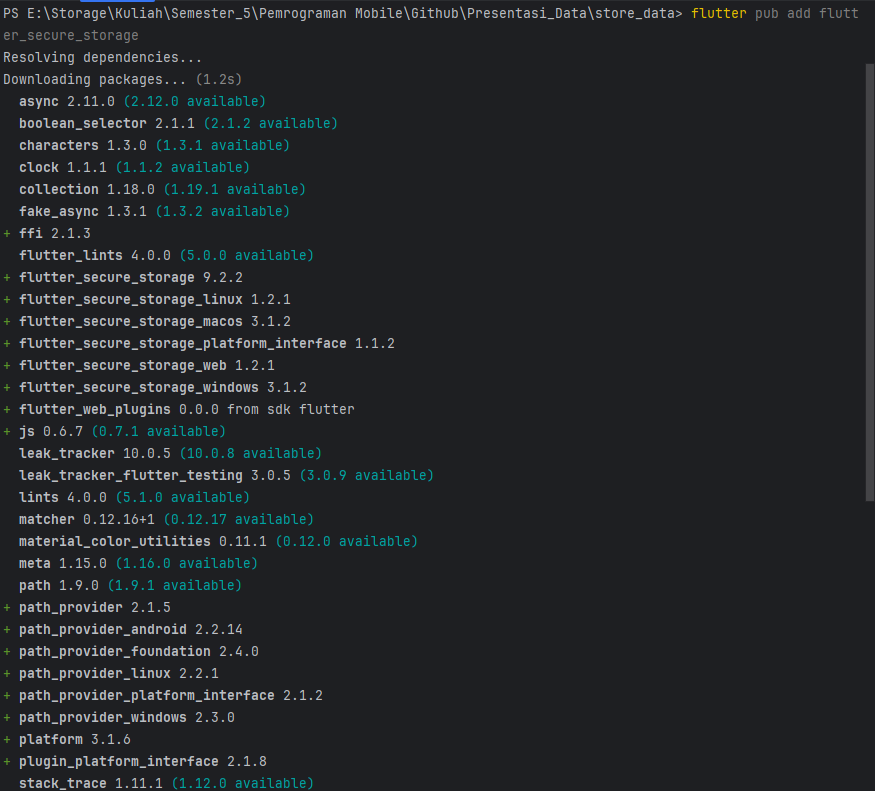 PS E:\Storage\Kuliah\Semester_5\Pemrograman Mobile\Github\Presentasi_Data\store_data> flutter pub add flutt
er_secure_storage
Resolving dependencies...
Downloading packages... (1.2s)
  async 2.11.0 (2.12.0 available)
  boolean_selector 2.1.1 (2.1.2 available)
  characters 1.3.0 (1.3.1 available)
  clock 1.1.1 (1.1.2 available)
  collection 1.18.0 (1.19.1 available)
  fake_async 1.3.1 (1.3.2 available)
+ ffi 2.1.3
  flutter_lints 4.0.0 (5.0.0 available)
+ flutter_secure_storage 9.2.2
+ flutter_secure_storage_linux 1.2.1
+ flutter_secure_storage_macos 3.1.2
+ flutter_secure_storage_platform_interface 1.1.2
+ flutter_secure_storage_web 1.2.1
+ flutter_secure_storage_windows 3.1.2
+ flutter_web_plugins 0.0.0 from sdk flutter
+ js 0.6.7 (0.7.1 available)
  leak_tracker 10.0.5 (10.0.8 available)
  leak_tracker_flutter_testing 3.0.5 (3.0.9 available)
  lints 4.0.0 (5.1.0 available)
  matcher 0.12.16+1 (0.12.17 available)
  material_color_utilities 0.11.1 (0.12.0 available)
  meta 1.15.0 (1.16.0 available)
  path 1.9.0 (1.9.1 available)
+ path_provider 2.1.5
+ path_provider_android 2.2.14
+ path_provider_foundation 2.4.0
+ path_provider_linux 2.2.1
+ path_provider_platform_interface 2.1.2
+ path_provider_windows 2.3.0
+ platform 3.1.6
+ plugin_platform_interface 2.1.8
  stack_trace 1.11.1 (1.12.0 available)